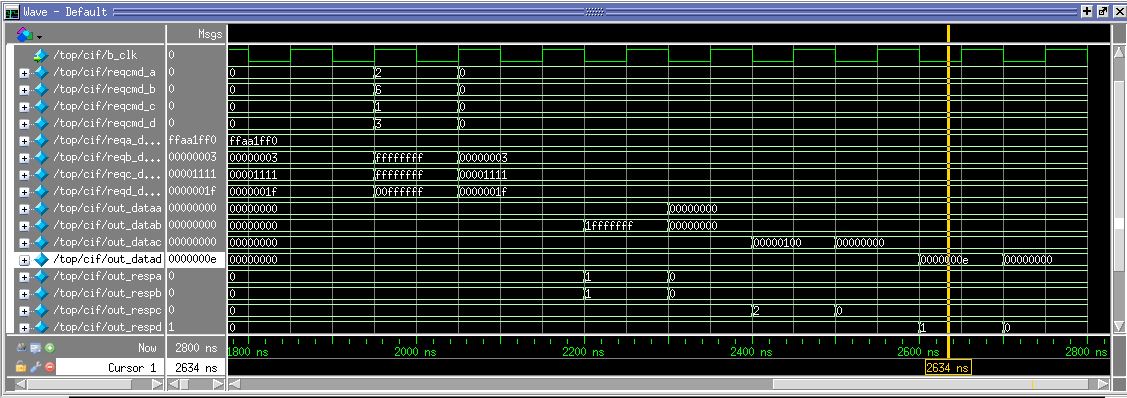 Wave - Default
Msgs
/top/cif/b_clk 0
/top/cif/reqcmd_a 0 0 2 0
/top/cif/reqcmd_b 0 0 6 0
/top/cif/reqcmd_c 0 0 1 0
/top/cif/reqcmd_d 0 0 3 0
/top/cif/reqa_d... ffaa1ff0 ffaa1ff0
/top/cif/reqb_d... 00000003 00000003 ffffffff 00000003
/top/cif/reqc_d... 00001111 00001111 ffffffff 00001111
/top/cif/reqd_d... 0000001f 0000001f 00ffffff 0000001f
/top/cif/out_dataa 00000000 00000000 00000000
/top/cif/out_datab 00000000 00000000 1fffffff 00000000
/top/cif/out_datac 00000000 00000000 00000100 00000000
/top/cif/out_datad 0000000e 00000000 0000000e 00000000
/top/cif/out_respa 0 0 1 0
/top/cif/out_respb 0 0 1 0
/top/cif/out_respc 0 0 2 0
/top/cif/out_respd 1 0 1 0
Now 2800 ns 1800 ns 2000 ns 2200 ns 2400 ns 2600 ns 2800 ns
Cursor 1 2634 ns 2634 ns